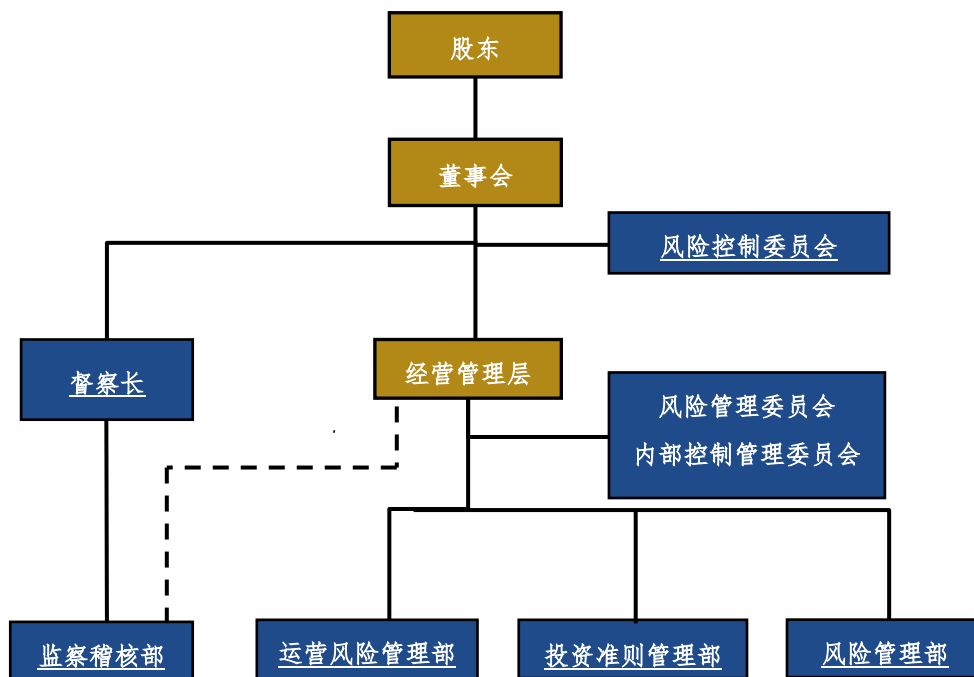 股东
董事会
风险控制委员会
督察长
经营管理层
风险管理委员会
内部控制管理委员会
监察稽核部
运营风险管理部
投资准则管理部
风险管理部